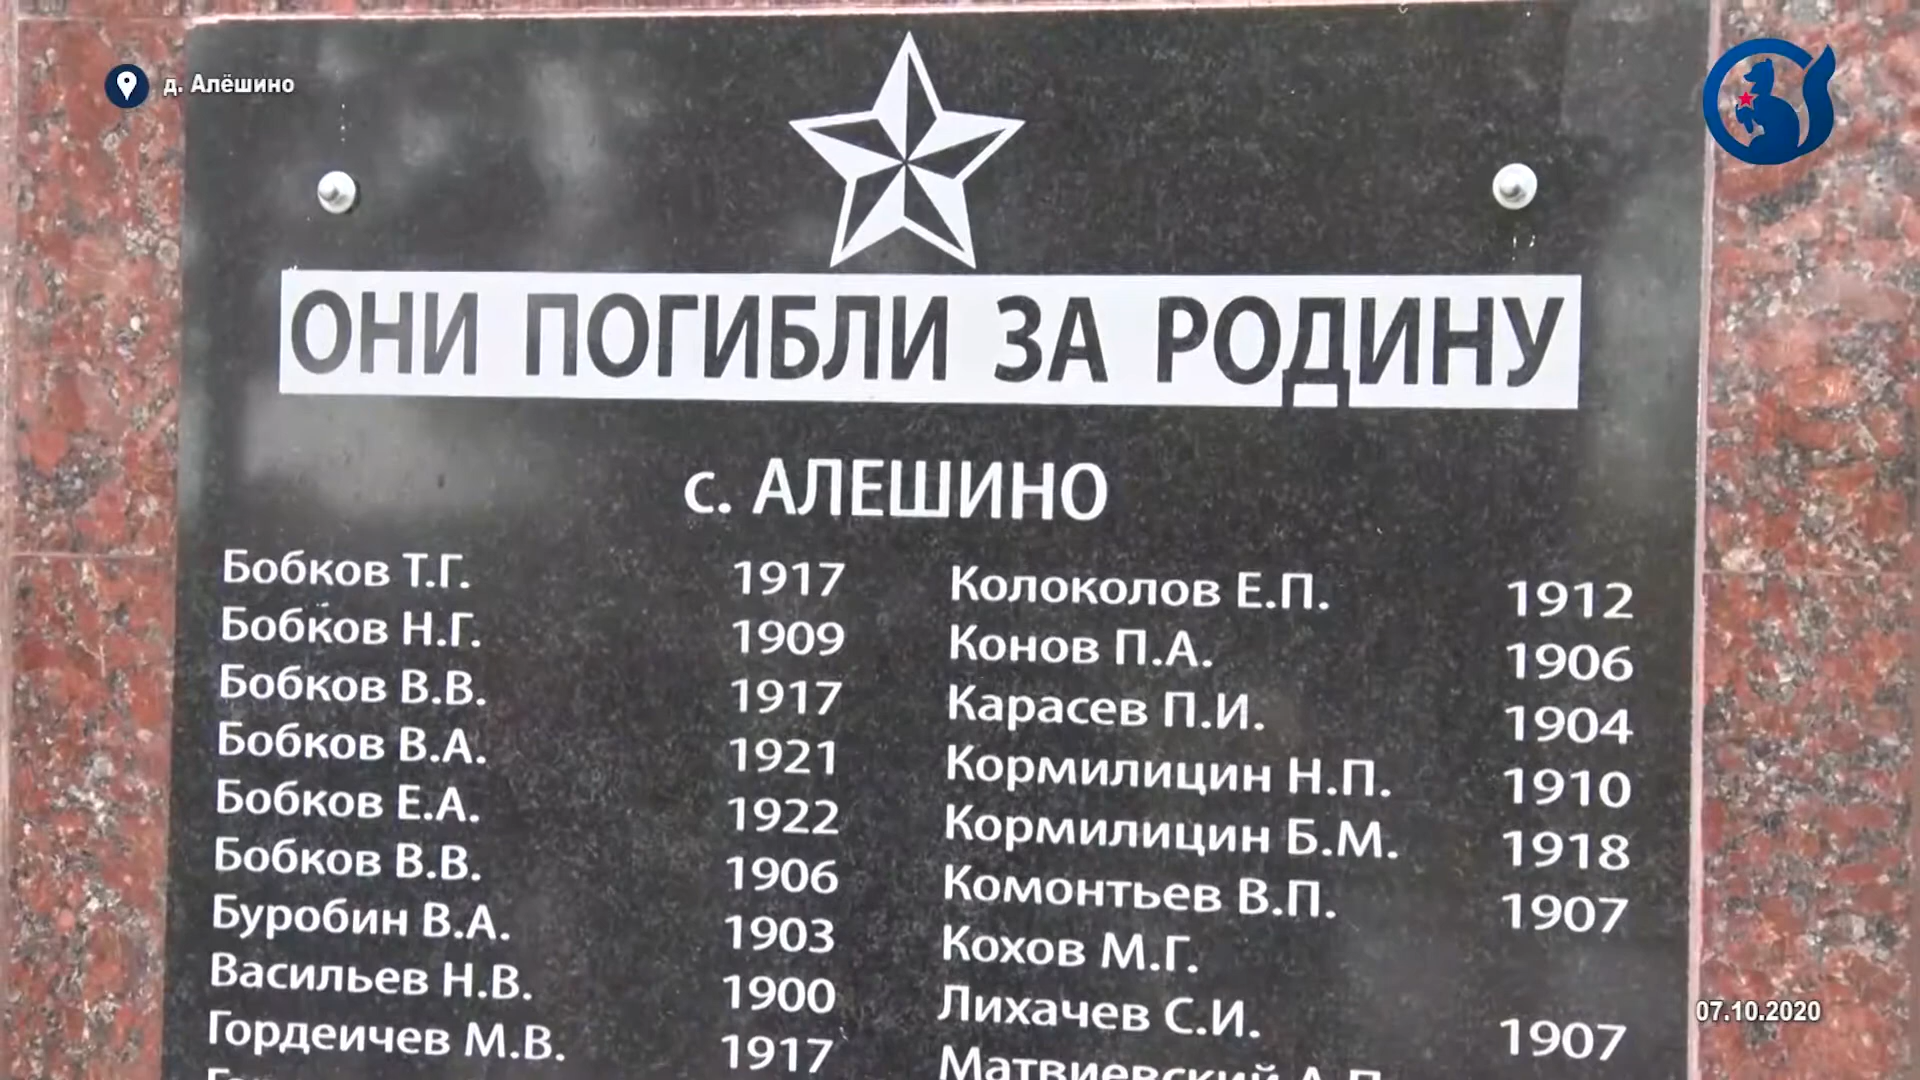 д. Алёшино
ОНИ ПОГИБЛИ ЗА РОДИНУ
с. АЛЕШИНО
Бобков Т.Г. 1917
Бобков Н.Г. 1909
Бобков В.В. 1917
Бобков В.А. 1921
Бобков Е.А. 1922
Бобков В.В. 1906
Буробин В.А. 1903
Васильев Н.В. 1900
Гордеичев М.В. 1917
Колоколов Е.П. 1912
Конов П.А. 1906
Карасев П.И. 1904
Кормилицин Н.П. 1910
Кормилицин Б.М. 1918
Комонтьев В.П. 1907
Кохов М.Г.
Лихачев С.И. 1907
Матвиевский А.П.
07.10.2020